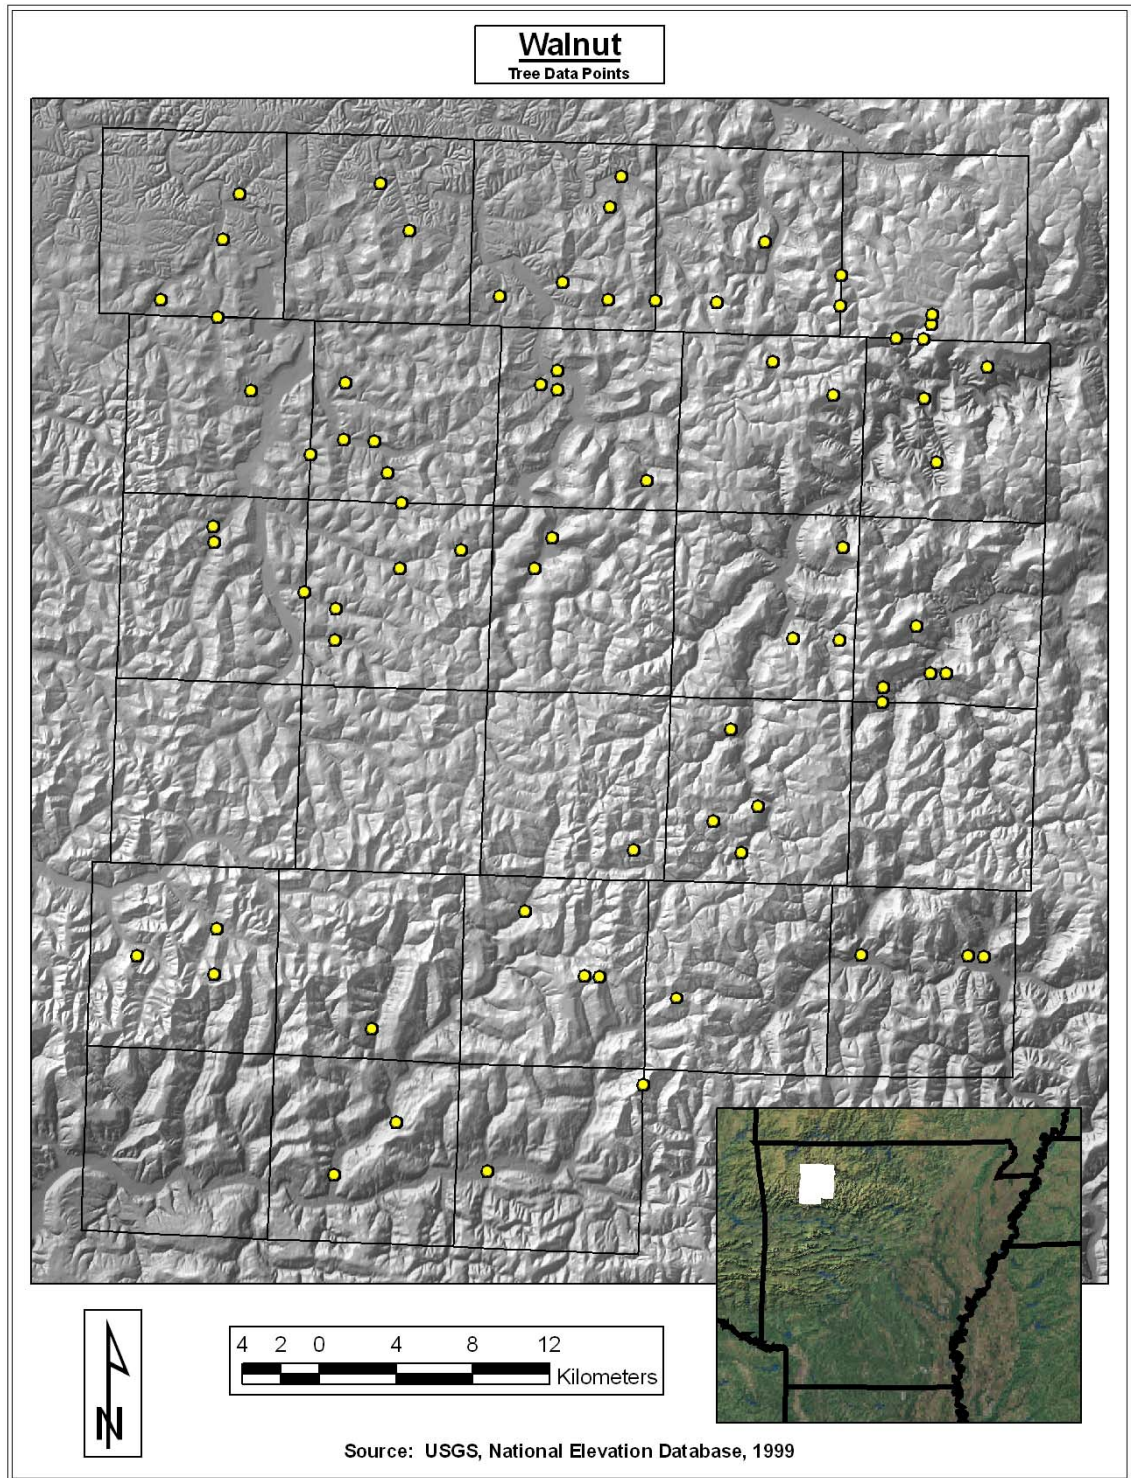 Walnut
Tree Data Points
4 2 0 4 8 12
Kilometers
N
Source: USGS, National Elevation Database, 1999